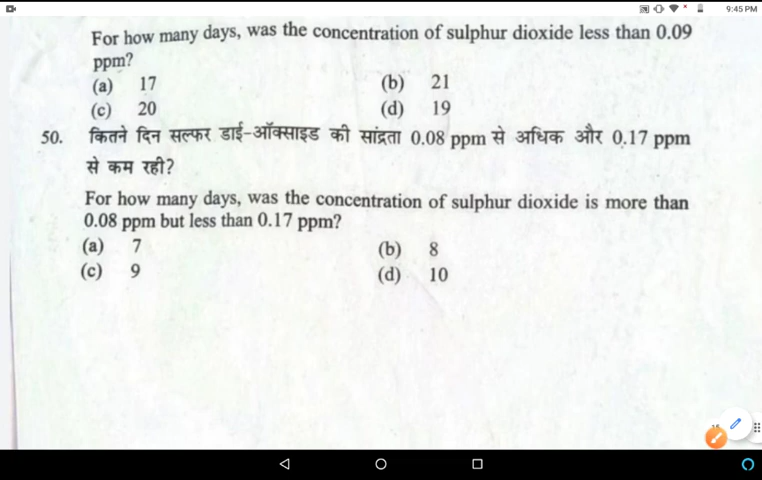 9:45 PM
For how many days, was the concentration of sulphur dioxide less than 0.09
ppm?
(a) 17 (b) 21
(c) 20 (d) 19
50. कितने दिन सल्फर डाई-ऑक्साइड की सांद्रता 0.08 ppm से अधिक और 0.17 ppm
से कम रही?
For how many days, was the concentration of sulphur dioxide is more than
0.08 ppm but less than 0.17 ppm?
(a) 7 (b) 8
(c) 9 (d) 10